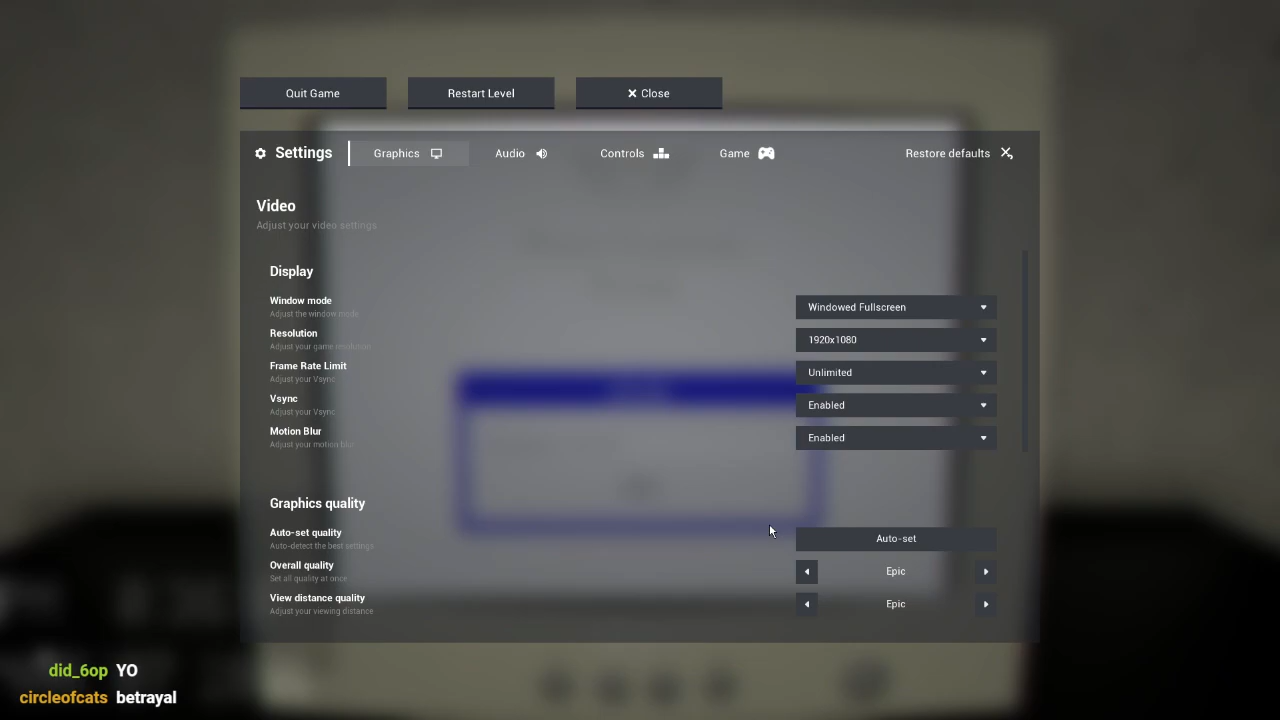 Quit Game
Restart Level
Close
Settings
Graphics
Audio
Controls
Game
Restore defaults
Video
Adjust your video settings
Display
Window mode
Windowed Fullscreen
Adjust the window mode
Resolution
1920x1080
Adjust your game resolution
Frame Rate Limit
Unlimited
Adjust your Vsync
Vsync
Enabled
Adjust your Vsync
Motion Blur
Enabled
Adjust your motion blur
Graphics quality
Auto-set quality
Auto-set
Auto-detect the best settings
Overall quality
Epic
Set all quality at once
View distance quality
Epic
Adjust your viewing distance
did_6op YO
circleofcats betrayal